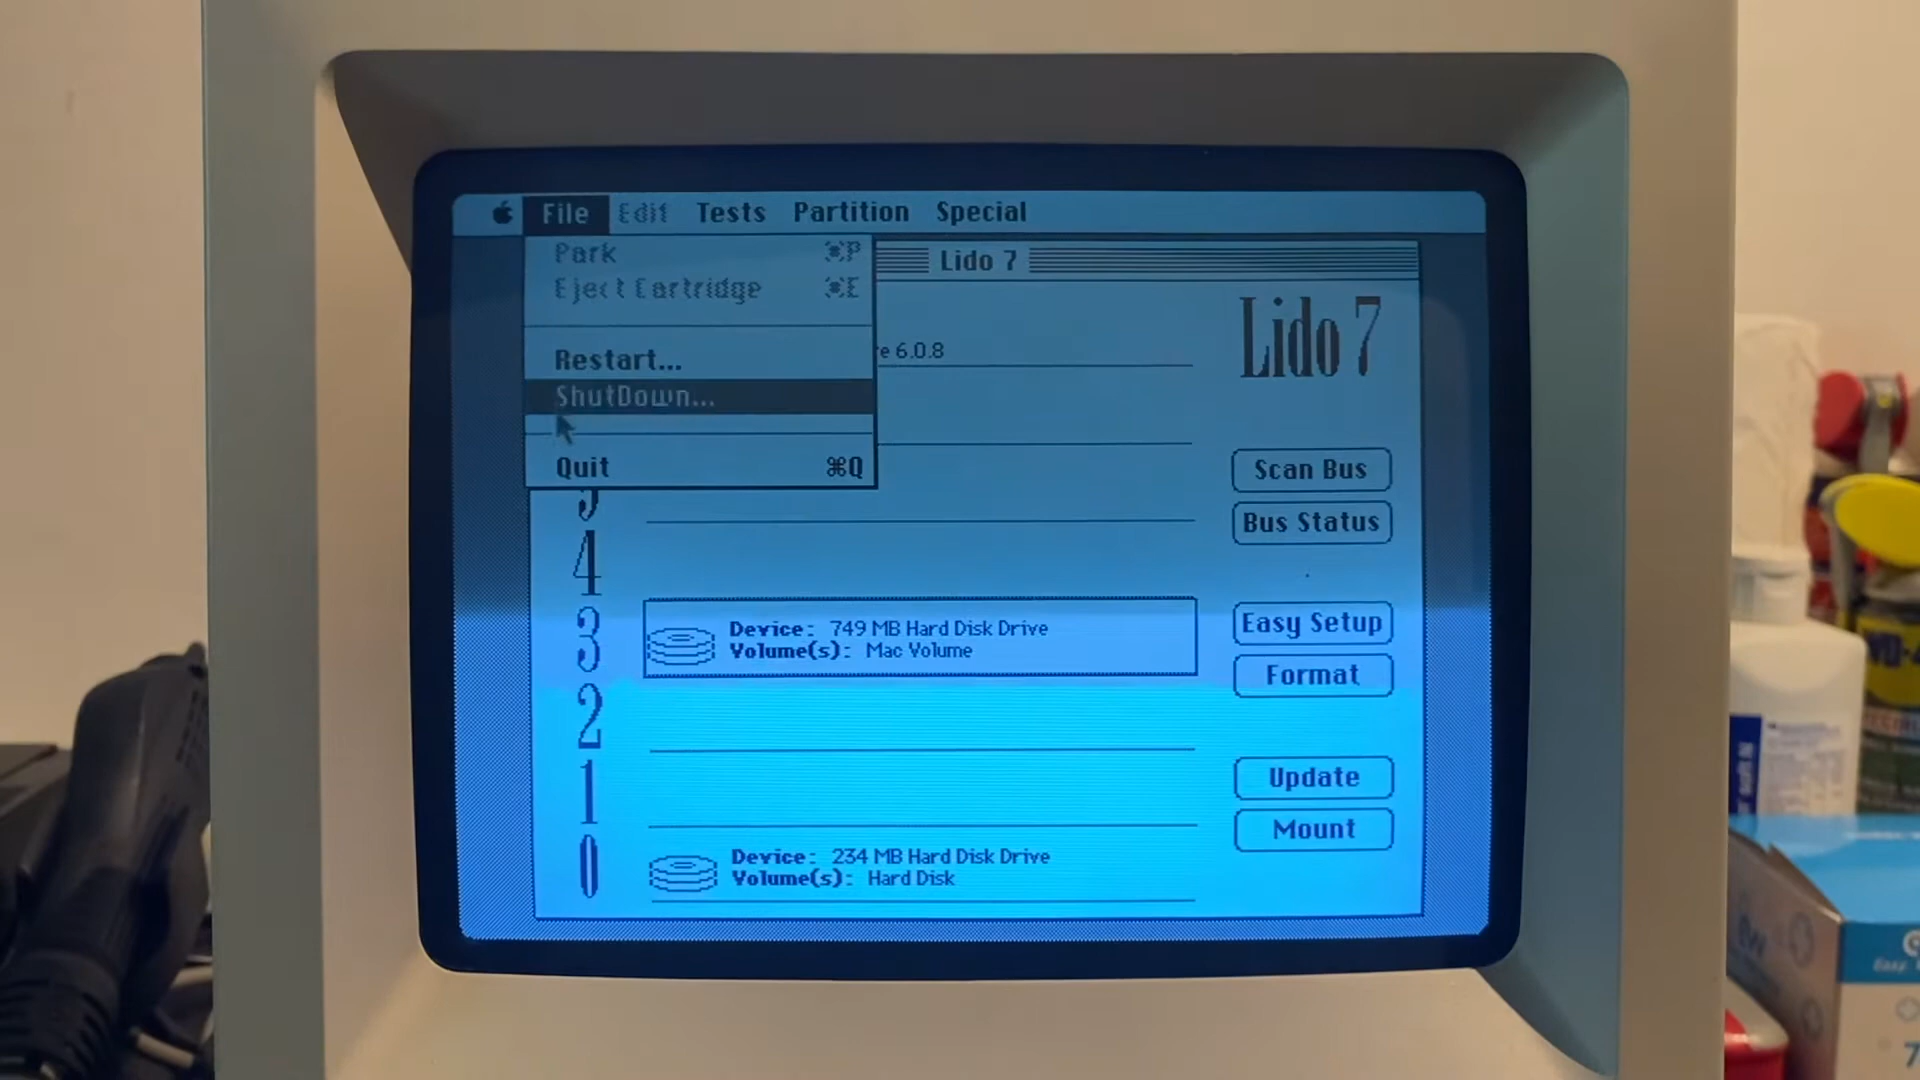 File Edit Tests Partition Special
Park ⌘P
Eject Cartridge ⌘E
Restart...
ShutDown...
Quit ⌘Q
Lido 7
Lido 7
6.0.8
Scan Bus
Bus Status
4
3
Device: 749 MB Hard Disk Drive
Volume(s): Mac Volume
Easy Setup
Format
2
1
Update
Mount
0
Device: 234 MB Hard Disk Drive
Volume(s): Hard Disk